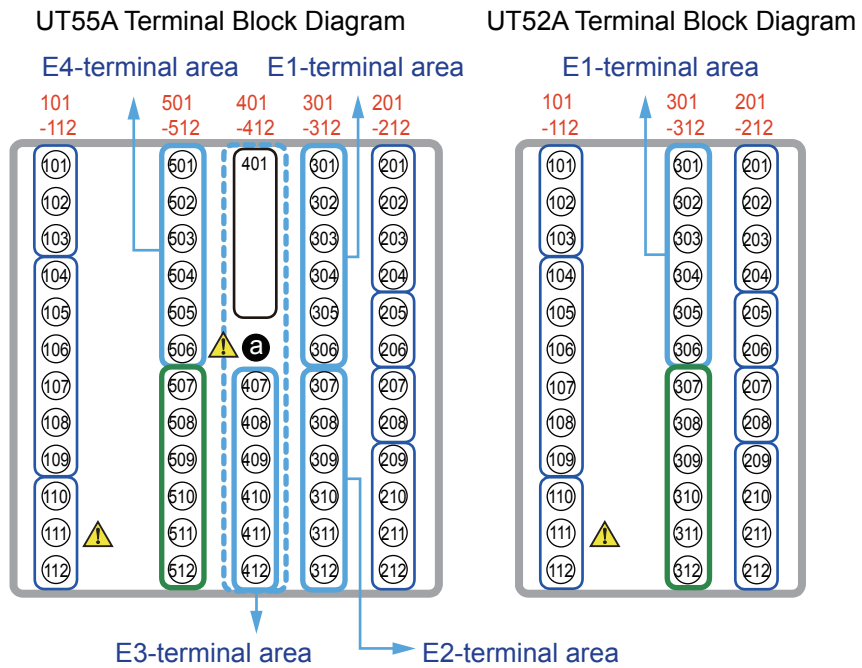 UT55A Terminal Block Diagram UT52A Terminal Block Diagram
E4-terminal area E1-terminal area E1-terminal area
101 501 401 301 201 101 301 201
-112 -512 -412 -312 -212 -112 -312 -212
101 501 401 301 201 101 301 201
102 502 302 202 102 302 202
103 503 303 203 103 303 203
104 504 304 204 104 304 204
105 505 305 205 105 305 205
106 506 a 306 206 106 306 206
107 507 407 307 207 107 307 207
108 508 408 308 208 108 308 208
109 509 409 309 209 109 309 209
110 510 410 310 210 110 310 210
111 511 411 311 211 111 311 211
112 512 412 312 212 112 312 212
E3-terminal area E2-terminal area